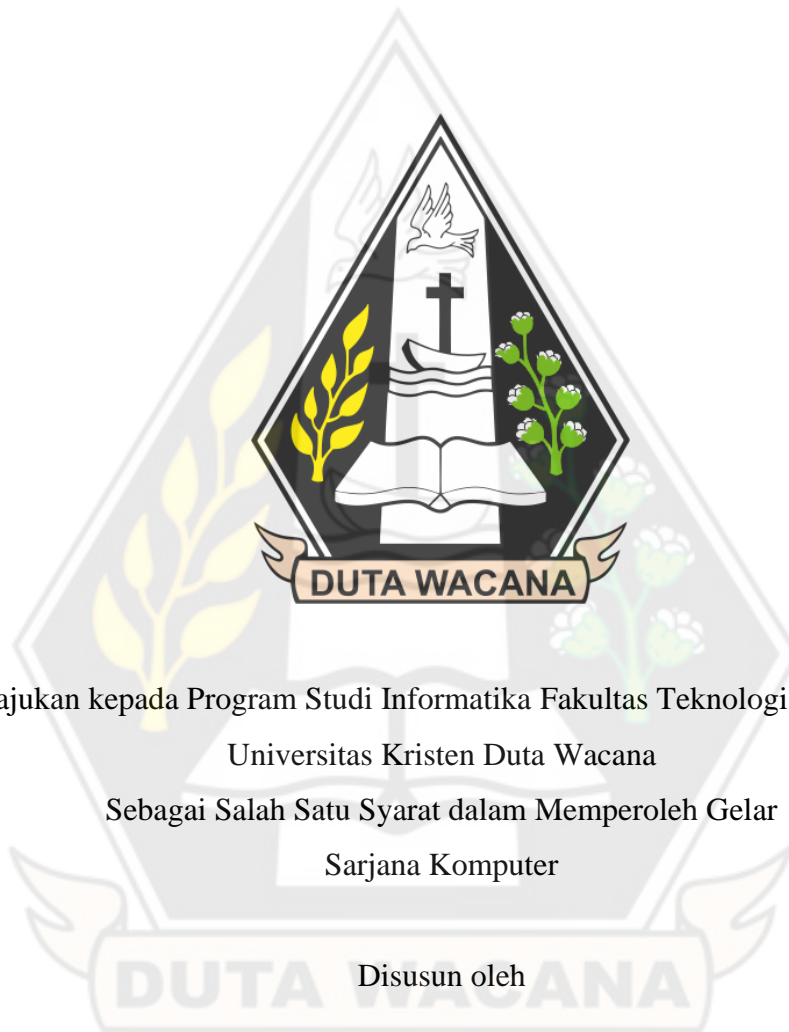 DUTA WACANA
ajukan kepada Program Studi Informatika Fakultas Teknologi
Universitas Kristen Duta Wacana
Sebagai Salah Satu Syarat dalam Memperoleh Gelar
Sarjana Komputer
Disusun oleh
DUTA WACANA